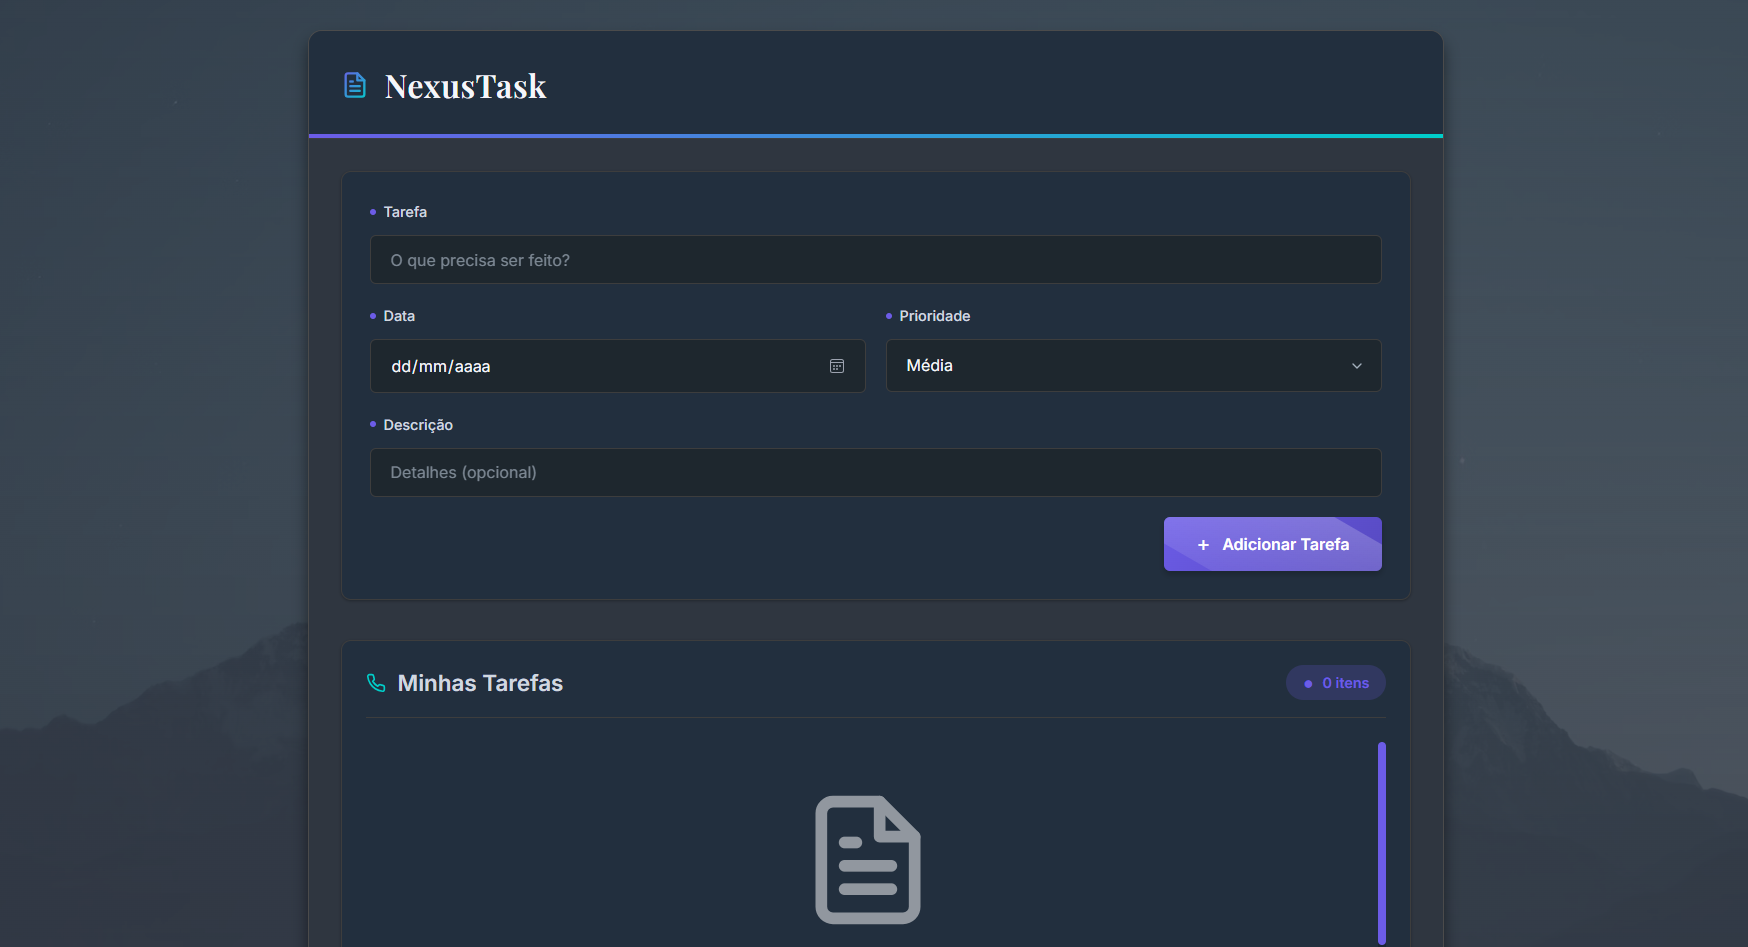 NexusTask
Tarefa
O que precisa ser feito?
Data
Prioridade
dd/mm/aaaa
Média
Descrição
Detalhes (opcional)
+ Adicionar Tarefa
Minhas Tarefas
0 itens